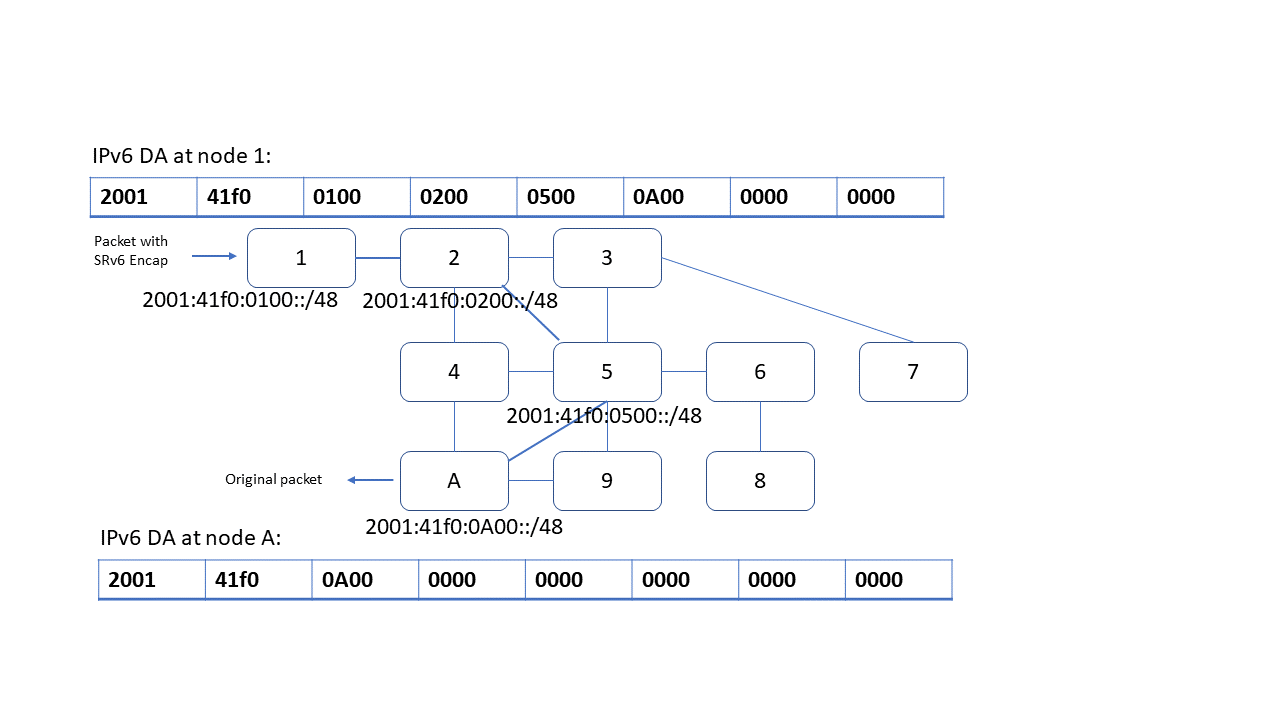 IPv6 DA at node 1:
2001 41f0 0100 0200 0500 0A00 0000 0000
Packet with
SRv6 Encap
1 2 3
2001:41f0:0100::/48 2001:41f0:0200::/48
4 5 6 7
2001:41f0:0500::/48
Original packet
A 9 8
2001:41f0:0A00::/48
IPv6 DA at node A:
2001 41f0 0A00 0000 0000 0000 0000 0000